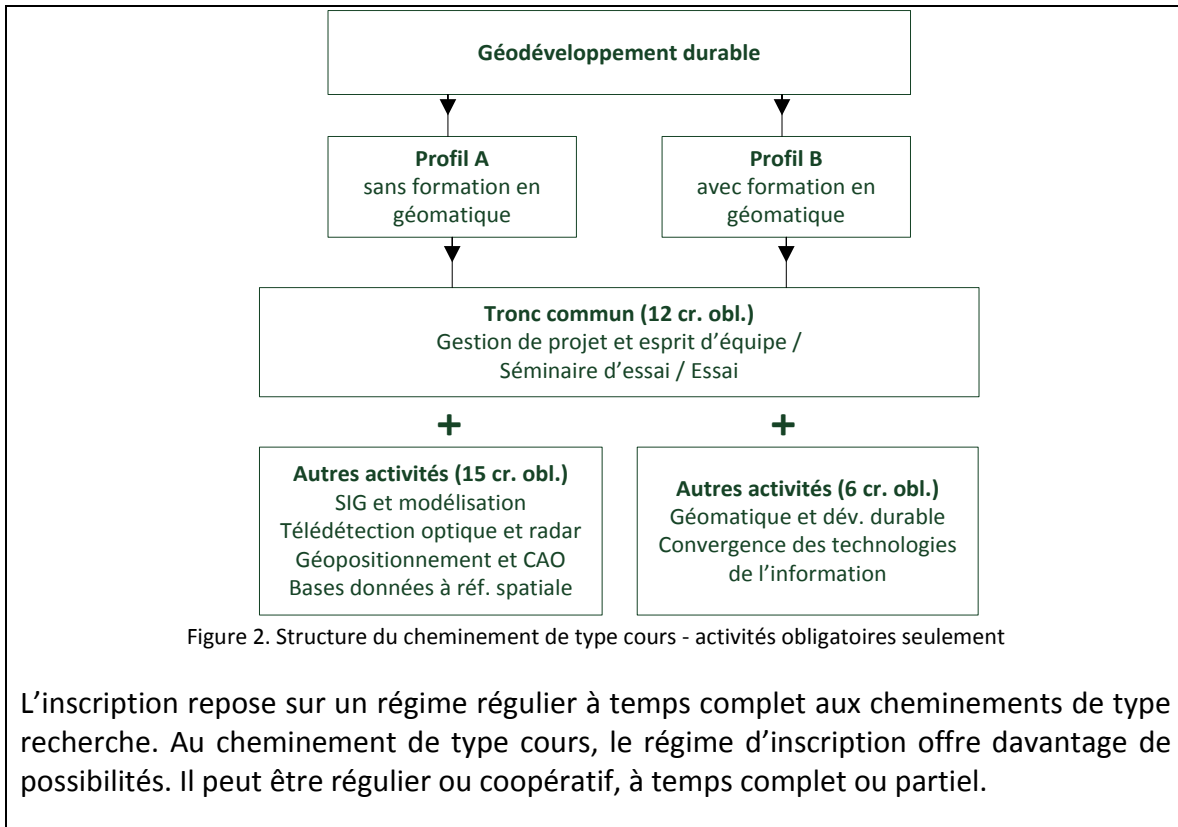 Géodéveloppement durable
Profil A
sans formation en
géomatique
Profil B
avec formation en
géomatique
Tronc commun (12 cr. obl.)
Gestion de projet et esprit d’équipe /
Séminaire d’essai / Essai
+
+
Autres activités (15 cr. obl.)
SIG et modélisation
Télédétection optique et radar
Géopositionnement et CAO
Bases données à réf. spatiale
Autres activités (6 cr. obl.)
Géomatique et dév. durable
Convergence des technologies
de l’information
Figure 2. Structure du cheminement de type cours - activités obligatoires seulement
L’inscription repose sur un régime régulier à temps complet aux cheminements de type
recherche. Au cheminement de type cours, le régime d’inscription offre davantage de
possibilités. Il peut être régulier ou coopératif, à temps complet ou partiel.